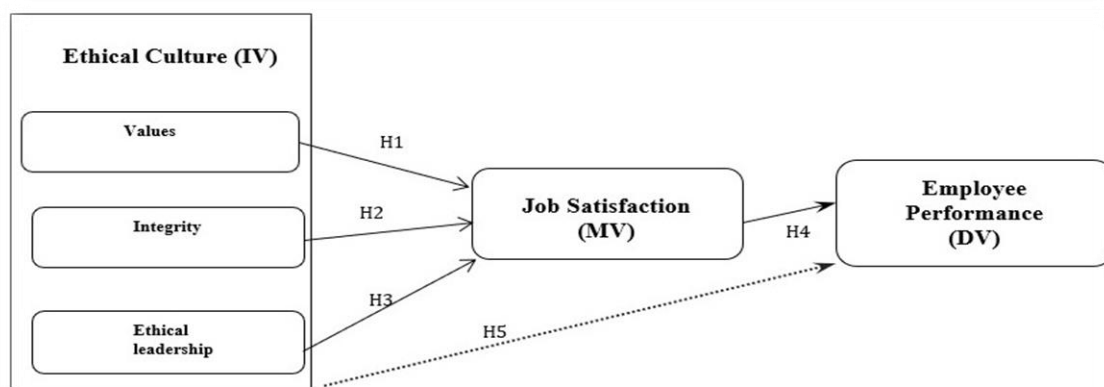 Ethical Culture (IV)
Values
H1
Integrity
H2
Ethical
leadership
H3
Job Satisfaction
(MV)
H4
Employee
Performance
(DV)
H5